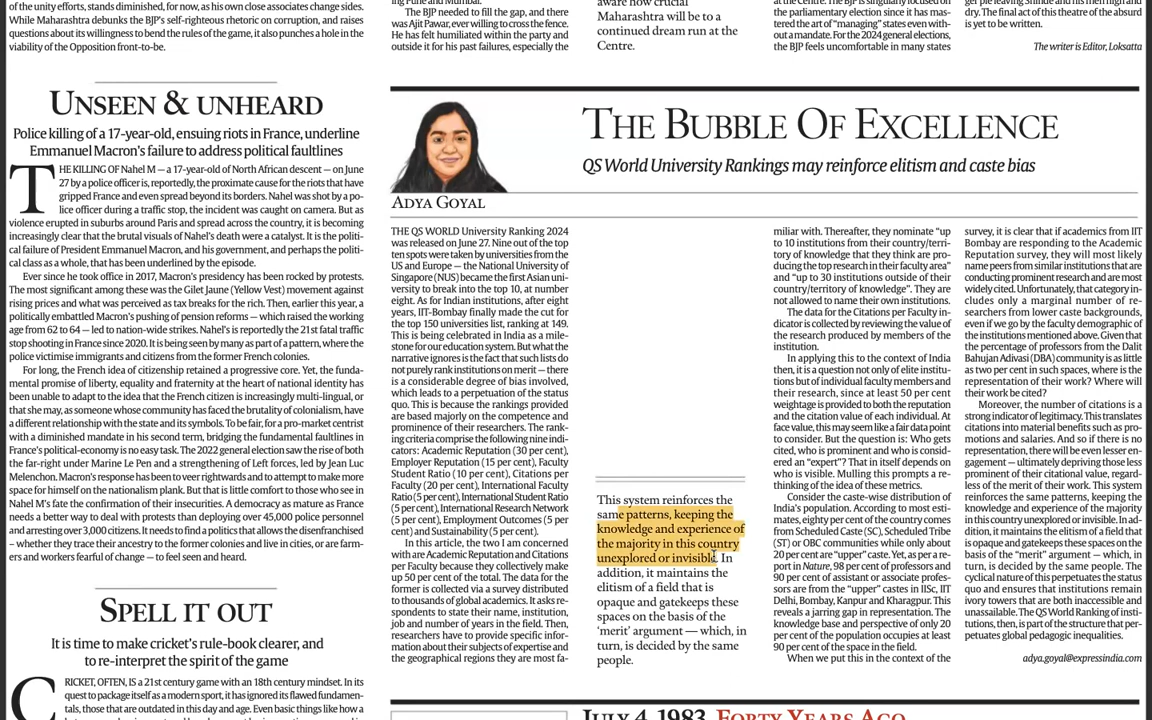 of the unity efforts, stands diminished, for now, as his own close associates change sides.
While Maharashtra debunks the BJP's self-righteous rhetoric on corruption, and raises
questions about its willingness to bend the rules of the game, it also punches a hole in the
viability of the Opposition front-to-be.
UNSEEN & UNHEARD
Police killing of a 17-year-old, ensuing riots in France, underline
Emmanuel Macron's failure to address political faultlines
THE KILLING OF Nahel M — a 17-year-old of North African descent — on June
27 by a police officer is, reportedly, the proximate cause for the riots that have
gripped France and even spread beyond its borders. Nahel was shot by a po-
lice officer during a traffic stop, the incident was caught on camera. But as
violence erupted in suburbs around Paris and spread across the country, it is becoming
increasingly clear that the brutal visuals of Nahel's death were a catalyst. It is the politi-
cal failure of President Emmanuel Macron, and his government, and perhaps the politi-
cal class as a whole, that has been underlined by the episode.
Ever since he took office in 2017, Macron's presidency has been rocked by protests.
The most significant among these was the Gilet Jaune (Yellow Vest) movement against
rising prices and what was perceived as tax breaks for the rich. Then, earlier this year, a
politically embattled Macron's pushing of pension reforms — which raised the working
age from 62 to 64 — led to nation-wide strikes. Nahel's is reportedly the 21st fatal traffic
stop shooting in France since 2020. It is being seen by many as part of a pattern, where the
police victimise immigrants and citizens from the former French colonies.
For long, the French idea of citizenship retained a progressive core. Yet, the funda-
mental promise of liberty, equality and fraternity at the heart of national identity has
been unable to adapt to the idea that the French citizen is increasingly multi-lingual, or
that she may, as someone whose community has faced the brutality of colonialism, have
a different relationship with the state and its symbols. To be fair, for a pro-market centrist
with a diminished mandate in his second term, bridging the fundamental faultlines in
France's political-economy is no easy task. The 2022 general election saw the rise of both
the far-right under Marine Le Pen and a strengthening of Left forces, led by Jean Luc
Melenchon. Macron's response has been to veer rightwards and to attempt to make more
space for himself on the nationalism plank. But that is little comfort to those who see in
Nahel M's fate the confirmation of their insecurities. A democracy as mature as France
needs a better way to deal with protests than deploying over 45,000 police personnel
and arresting over 3,000 citizens. It needs to find a politics that allows the disenfranchised
– whether they trace their ancestry to the former colonies and live in cities, or are farm-
ers and workers fearful of change — to feel seen and heard.
SPELL IT OUT
It is time to make cricket's rule-book clearer, and
to re-interpret the spirit of the game
CRICKET, OFTEN, IS a 21st century game with an 18th century mindset. In its
quest to package itself as a modern sport, it has ignored its flawed fundamen-
tals, those that are outdated in this day and age. Even basic things like how a
ing Pune and Mumbai.
The BJP needed to fill the gap, and there
was Ajit Pawar, ever willing to cross the fence.
He has felt humiliated within the party and
outside it for his past failures, especially the
aware how crucial
Maharashtra will be to a
continued dream run at the
Centre.
at the Centre. The BJP is singularly focused on
the parliamentary election since it has mas-
tered the art of "managing" states even with-
out a mandate. For the 2024 general elections,
the BJP feels uncomfortable in many states
ger pie leaving Shinde and his men high and
dry. The final act of this theatre of the absurd
is yet to be written.
The writer is Editor, Loksatta
THE BUBBLE OF EXCELLENCE
QS World University Rankings may reinforce elitism and caste bias
ADYA GOYAL
THE QS WORLD University Ranking 2024
was released on June 27. Nine out of the top
ten spots were taken by universities from the
US and Europe — the National University of
Singapore (NUS) became the first Asian uni-
versity to break into the top 10, at number
eight. As for Indian institutions, after eight
years, IIT-Bombay finally made the cut for
the top 150 universities list, ranking at 149.
This is being celebrated in India as a mile-
stone for our education system. But what the
narrative ignores is the fact that such lists do
not purely rank institutions on merit — there
is a considerable degree of bias involved,
which leads to a perpetuation of the status
quo. This is because the rankings provided
are based majorly on the competence and
prominence of their researchers. The rank-
ing criteria comprise the following nine indi-
cators: Academic Reputation (30 per cent),
Employer Reputation (15 per cent), Faculty
Student Ratio (10 per cent), Citations per
Faculty (20 per cent), International Faculty
Ratio (5 per cent), International Student Ratio
(5 per cent), International Research Network
(5 per cent), Employment Outcomes (5 per
cent) and Sustainability (5 per cent).
In this article, the two I am concerned
with are Academic Reputation and Citations
per Faculty because they collectively make
up 50 per cent of the total. The data for the
former is collected via a survey distributed
to thousands of global academics. It asks re-
spondents to state their name, institution,
job and number of years in the field. Then,
researchers have to provide specific infor-
mation about their subjects of expertise and
the geographical regions they are most fa-
This system reinforces the
same patterns, keeping the
knowledge and experience of
the majority in this country
unexplored or invisible. In
addition, it maintains the
elitism of a field that is
opaque and gatekeeps these
spaces on the basis of the
'merit' argument — which, in
turn, is decided by the same
people.
miliar with. Thereafter, they nominate "up
to 10 institutions from their country/terri-
tory of knowledge that they think are pro-
ducing the top research in their faculty area"
and "up to 30 institutions outside of their
country/territory of knowledge". They are
not allowed to name their own institutions.
The data for the Citations per Faculty in-
dicator is collected by reviewing the value of
the research produced by members of the
institution.
In applying this to the context of India
then, it is a question not only of elite institu-
tions but of individual faculty members and
their research, since at least 50 per cent
weightage is provided to both the reputation
and the citation value of each individual. At
face value, this may seem like a fair data point
to consider. But the question is: Who gets
cited, who is prominent and who is consid-
ered an "expert"? That in itself depends on
who is visible. Mulling this prompts a re-
thinking of the idea of these metrics.
Consider the caste-wise distribution of
India's population. According to most esti-
mates, eighty per cent of the country comes
from Scheduled Caste (SC), Scheduled Tribe
(ST) or OBC communities while only about
20 per cent are "upper" caste. Yet, as per a re-
port in Nature, 98 per cent of professors and
90 per cent of assistant or associate profes-
sors are from the "upper" castes in IISc, IIT
Delhi, Bombay, Kanpur and Kharagpur. This
reveals a jarring gap in representation. The
knowledge base and perspective of only 20
per cent of the population occupies at least
90 per cent of the space in the field.
When we put this in the context of the
survey, it is clear that if academics from IIT
Bombay are responding to the Academic
Reputation survey, they will most likely
name peers from similar institutions that are
conducting prominent research and are most
widely cited. Unfortunately, that category in-
cludes only a marginal number of re-
searchers from lower caste backgrounds,
even if we go by the faculty demographic of
the institutions mentioned above. Given that
the percentage of professors from the Dalit
Bahujan Adivasi (DBA) community is as little
as two per cent in such spaces, where is the
representation of their work? Where will
their work be cited?
Moreover, the number of citations is a
strong indicator of legitimacy. This translates
citations into material benefits such as pro-
motions and salaries. And so if there is no
representation, there will be even lesser en-
gagement — ultimately depriving those less
prominent of their citational value, regard-
less of the merit of their work. This system
reinforces the same patterns, keeping the
knowledge and experience of the majority
in this country unexplored or invisible. In ad-
dition, it maintains the elitism of a field that
is opaque and gatekeeps these spaces on the
basis of the "merit" argument — which, in
turn, is decided by the same people. The
cyclical nature of this perpetuates the status
quo and ensures that institutions remain
ivory towers that are both inaccessible and
unassailable. The QS World Ranking of insti-
tutions, then, is part of the structure that per-
petuates global pedagogic inequalities.
adya.goyal@expressindia.com
JULY 4, 1983, FORTY YEARS AGO